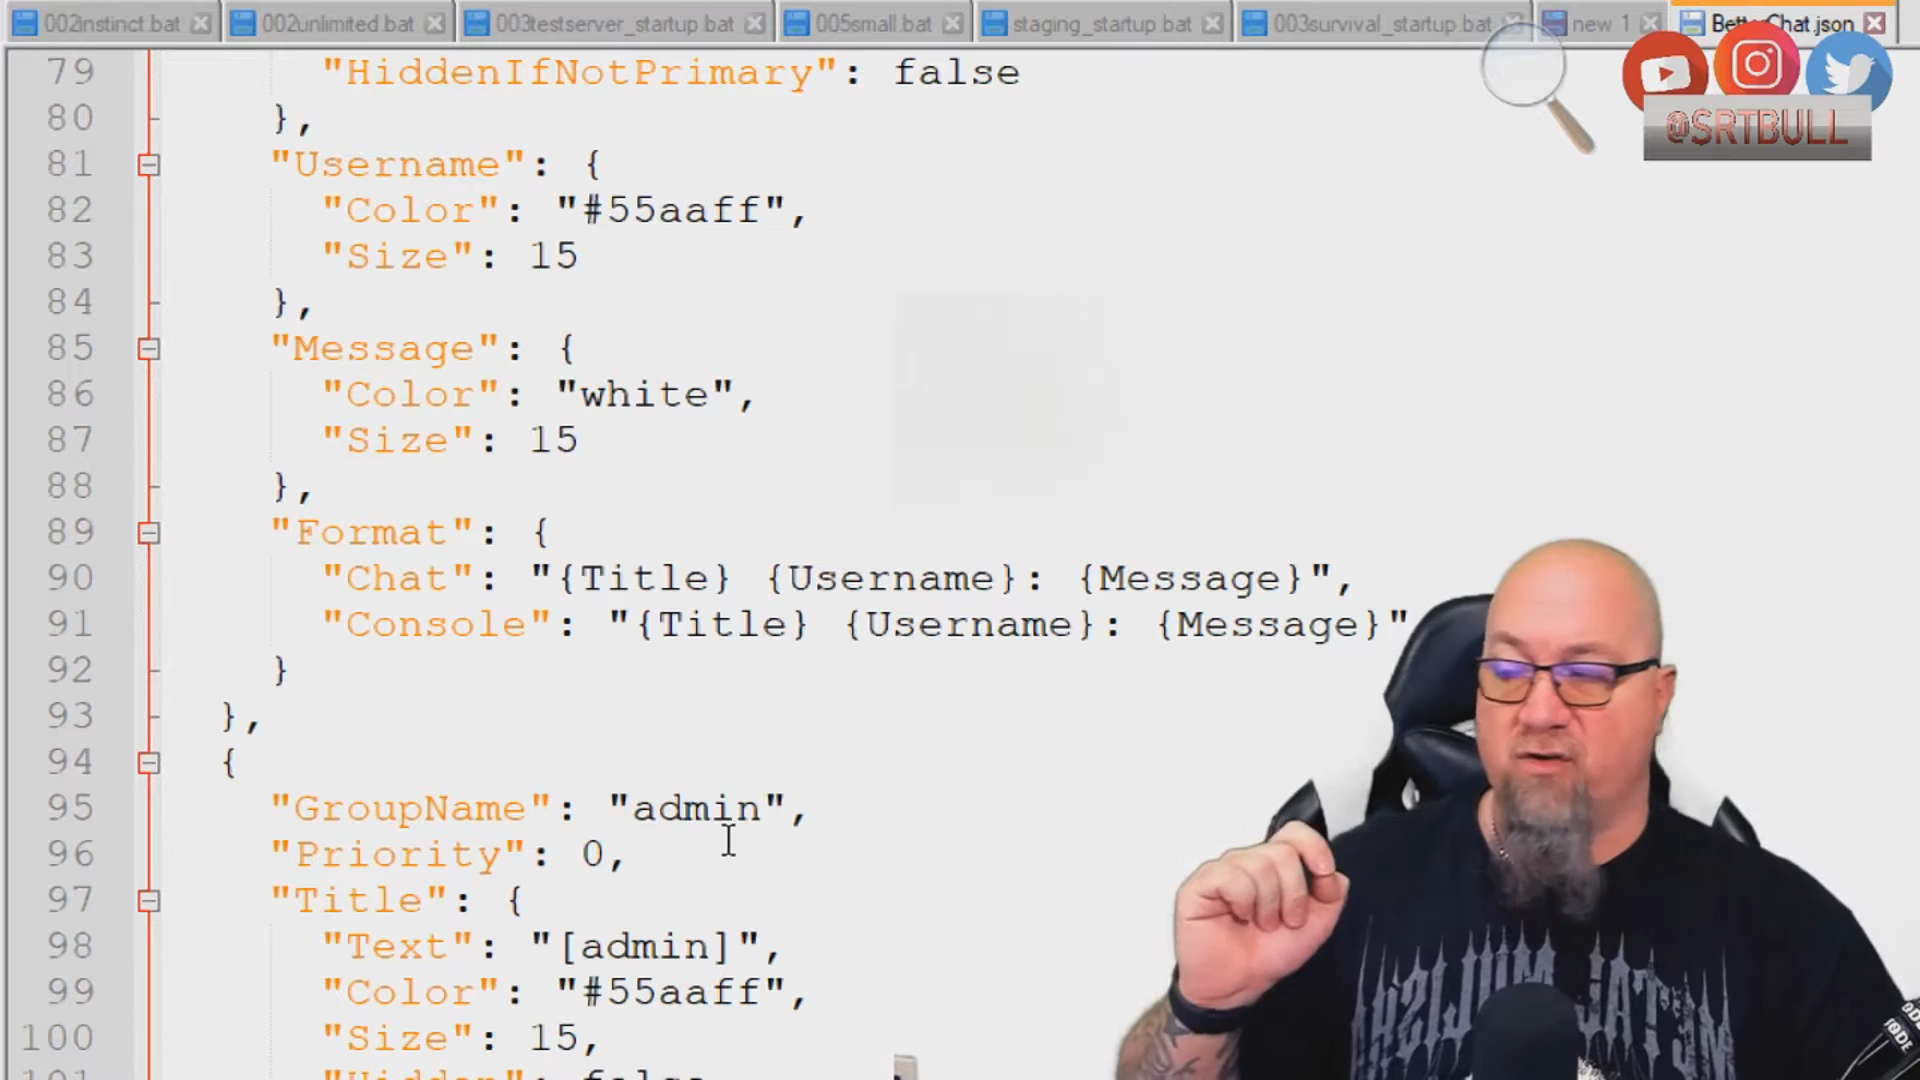 002instinct.bat 002unlimited.bat 003testserver_startup.bat 005small.bat staging_startup.bat 003survival_startup.bat new 1
@SRTBULL
79 "HiddenIfNotPrimary": false
80 },
81 "Username": {
82 "Color": "#55aaff",
83 "Size": 15
84 },
85 "Message": {
86 "Color": "white",
87 "Size": 15
88 },
89 "Format": {
90 "Chat": "{Title} {Username}: {Message}",
91 "Console": "{Title} {Username}: {Message}"
92 }
93 },
94 {
95 "GroupName": "admin",
96 "Priority": 0,
97 "Title": {
98 "Text": "[admin]",
99 "Color": "#55aaff",
100 "Size": 15,